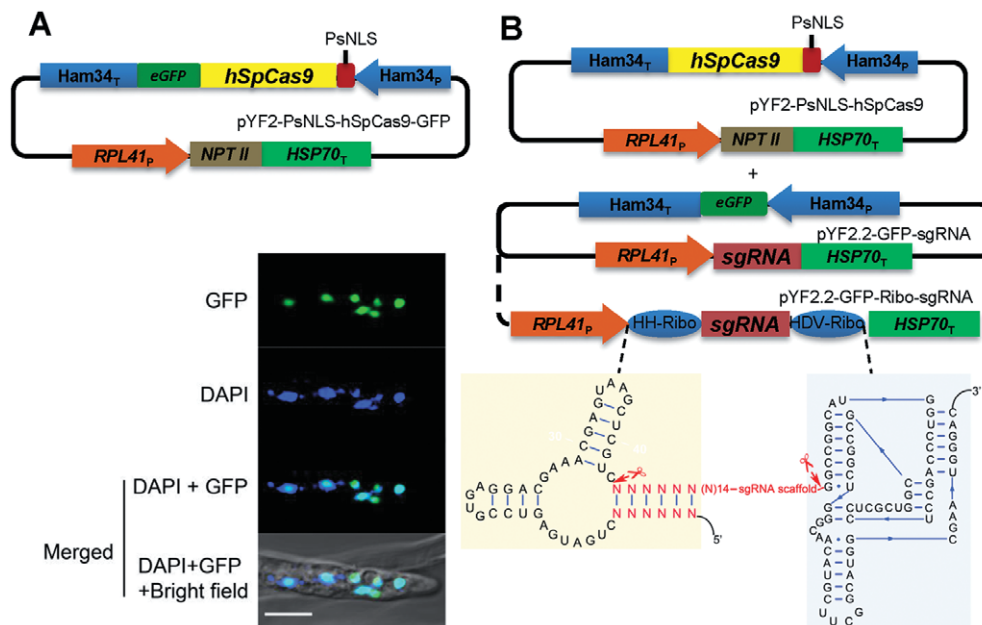 A
PsNLS
Ham34T
eGFP
hSpCas9
Ham34P
pYF2-PsNLS-hSpCas9-GFP
RPL41P
NPT II
HSP70T
GFP
DAPI
DAPI + GFP
Merged
DAPI+GFP
+Bright field
B
PsNLS
Ham34T
hSpCas9
Ham34P
pYF2-PsNLS-hSpCas9
RPL41P
NPT II
HSP70T
+
Ham34T
eGFP
Ham34P
pYF2.2-GFP-sgRNA
RPL41P
sgRNA
HSP70T
pYF2.2-GFP-Ribo-sgRNA
RPL41P
HH-Ribo
sgRNA
HDV-Ribo
HSP70T
N N N N N N (N)14–sgRNA scaffold
N N N N N N
5'
3'